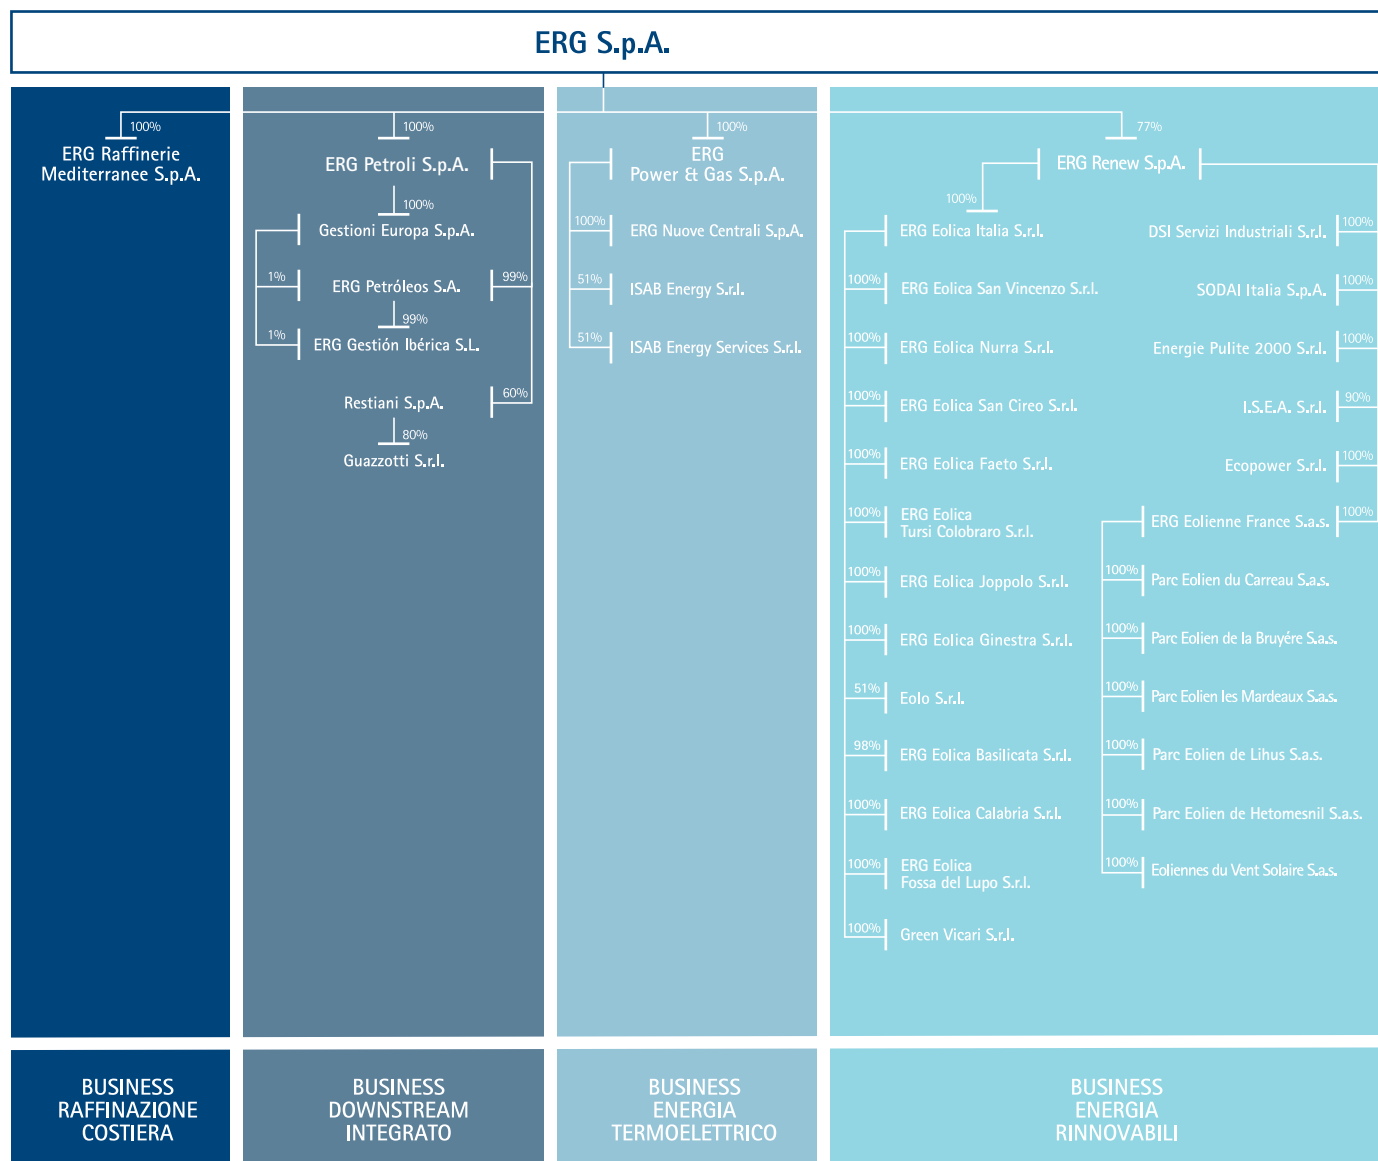 ERG S.p.A.
100%
ERG Raffinerie
Mediterranee S.p.A.
100%
ERG Petroli S.p.A.
100%
Gestioni Europa S.p.A.
1%
ERG Petróleos S.A.
99%
99%
1%
ERG Gestión Ibérica S.L.
Restiani S.p.A.
60%
80%
Guazzotti S.r.l.
100%
ERG
Power & Gas S.p.A.
100%
ERG Nuove Centrali S.p.A.
51%
ISAB Energy S.r.l.
51%
ISAB Energy Services S.r.l.
77%
ERG Renew S.p.A.
100%
ERG Eolica Italia S.r.l.
100%
ERG Eolica San Vincenzo S.r.l.
100%
ERG Eolica Nurra S.r.l.
100%
ERG Eolica San Cireo S.r.l.
100%
ERG Eolica Faeto S.r.l.
100%
ERG Eolica
Tursi Colobraro S.r.l.
100%
ERG Eolica Joppolo S.r.l.
100%
ERG Eolica Ginestra S.r.l.
51%
Eolo S.r.l.
98%
ERG Eolica Basilicata S.r.l.
100%
ERG Eolica Calabria S.r.l.
100%
ERG Eolica
Fossa del Lupo S.r.l.
100%
Green Vicari S.r.l.
DSI Servizi Industriali S.r.l.
100%
SODAI Italia S.p.A.
100%
Energie Pulite 2000 S.r.l.
100%
I.S.E.A. S.r.l.
90%
Ecopower S.r.l.
100%
ERG Eolienne France S.a.s.
100%
100%
Parc Eolien du Carreau S.a.s.
100%
Parc Eolien de la Bruyére S.a.s.
100%
Parc Eolien les Mardeaux S.a.s.
100%
Parc Eolien de Lihus S.a.s.
100%
Parc Eolien de Hetomesnil S.a.s.
100%
Eoliennes du Vent Solaire S.a.s.
BUSINESS
RAFFINAZIONE
COSTIERA
BUSINESS
DOWNSTREAM
INTEGRATO
BUSINESS
ENERGIA
TERMOELETTRICO
BUSINESS
ENERGIA
RINNOVABILI